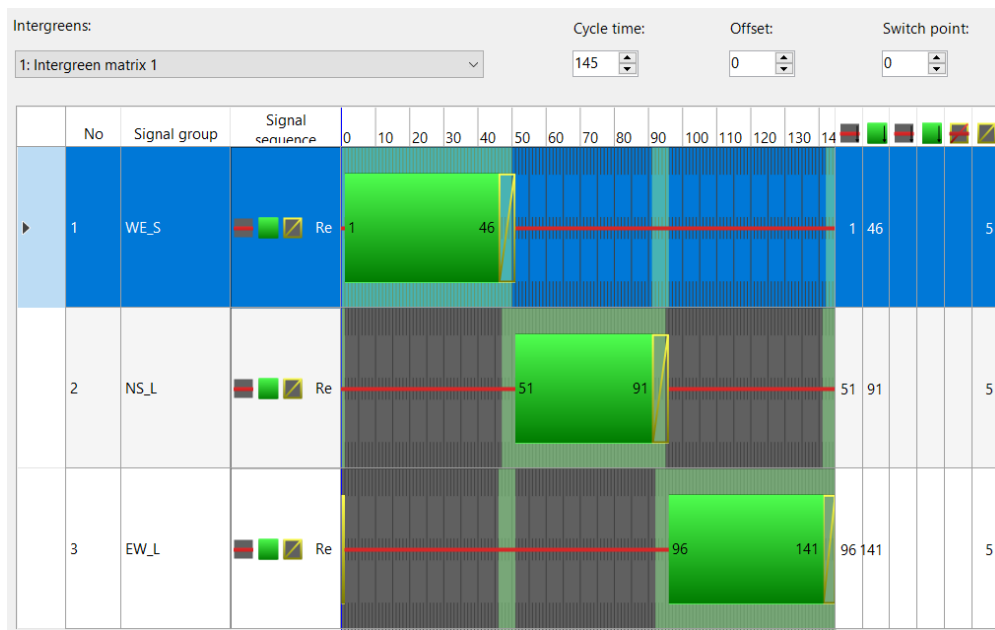 Intergreens: Cycle time: Offset: Switch point:
1: Intergreen matrix 1 145 0 0
No Signal group Signal sequence 0 10 20 30 40 50 60 70 80 90 100 110 120 130 14
1 WE_S Re 1 46 1 46 5
2 NS_L Re 51 91 51 91 5
3 EW_L Re 96 141 96 141 5